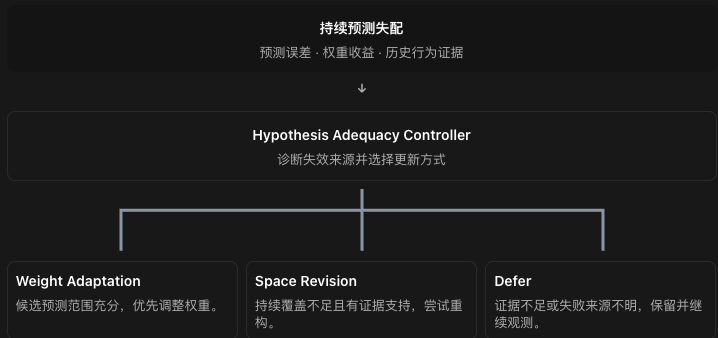 持续预测失配
预测误差 · 权重收益 · 历史行为证据
↓
Hypothesis Adequacy Controller
诊断失效来源并选择更新方式
Weight Adaptation
候选预测范围充分，优先调整权重。
Space Revision
持续覆盖不足且有证据支持，尝试重
构。
Defer
证据不足或失败来源不明，保留并继
续观测。